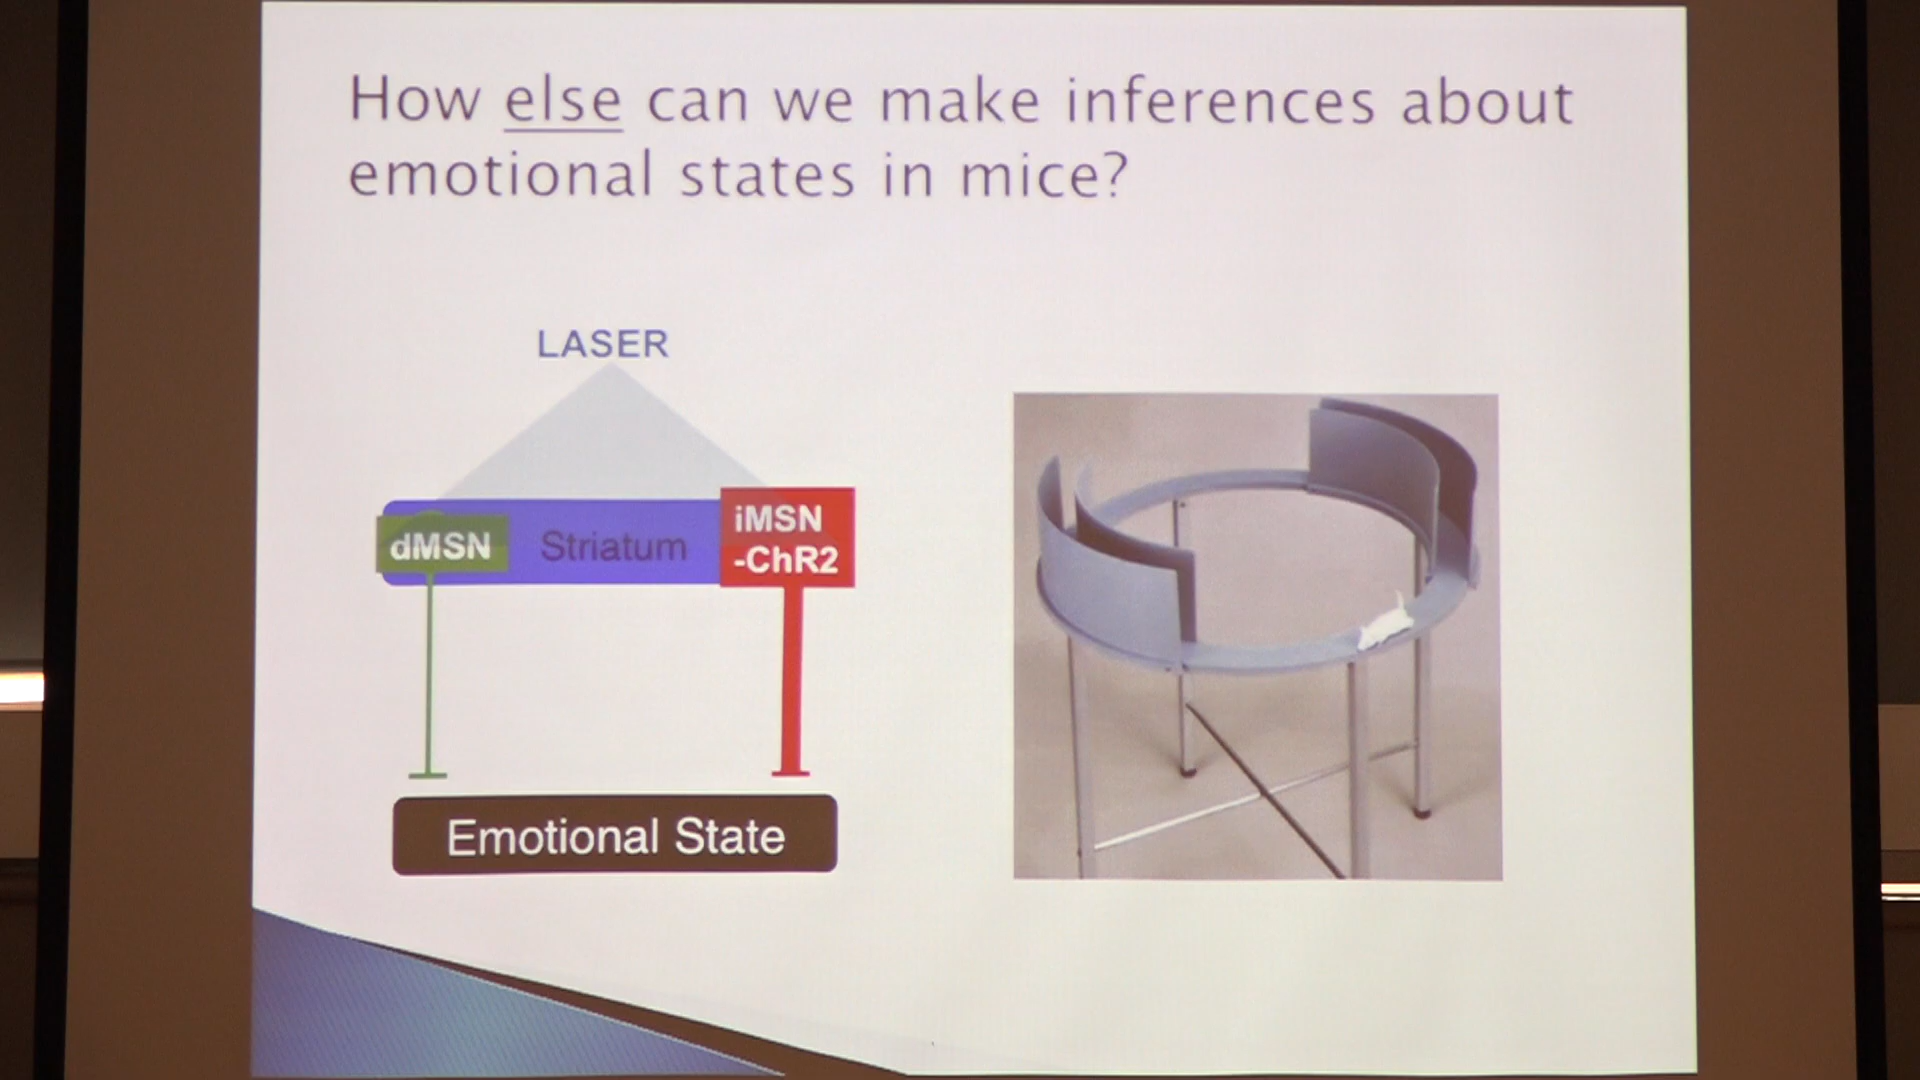 How else can we make inferences about
emotional states in mice?
LASER
dMSN
Striatum
iMSN
-ChR2
Emotional State